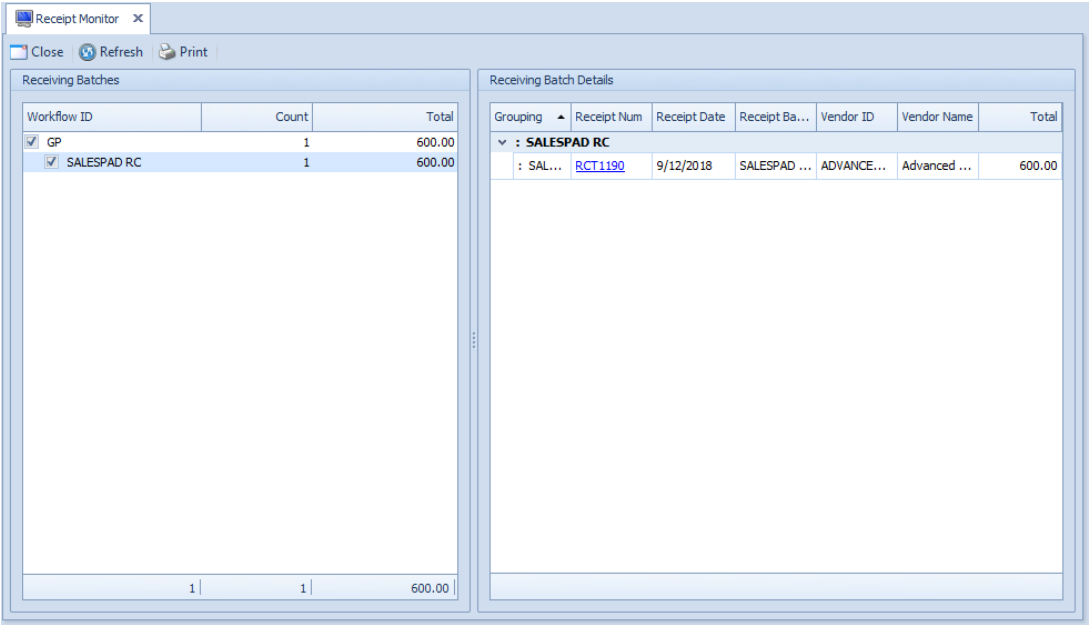 Receipt Monitor X
Close Refresh Print
Receiving Batches
Workflow ID Count Total
GP 1 600.00
SALESPAD RC 1 600.00
1 1 600.00
Receiving Batch Details
Grouping Receipt Num Receipt Date Receipt Ba... Vendor ID Vendor Name Total
: SALESPAD RC
: SAL... RCT1190 9/12/2018 SALESPAD ... ADVANCE... Advanced ... 600.00